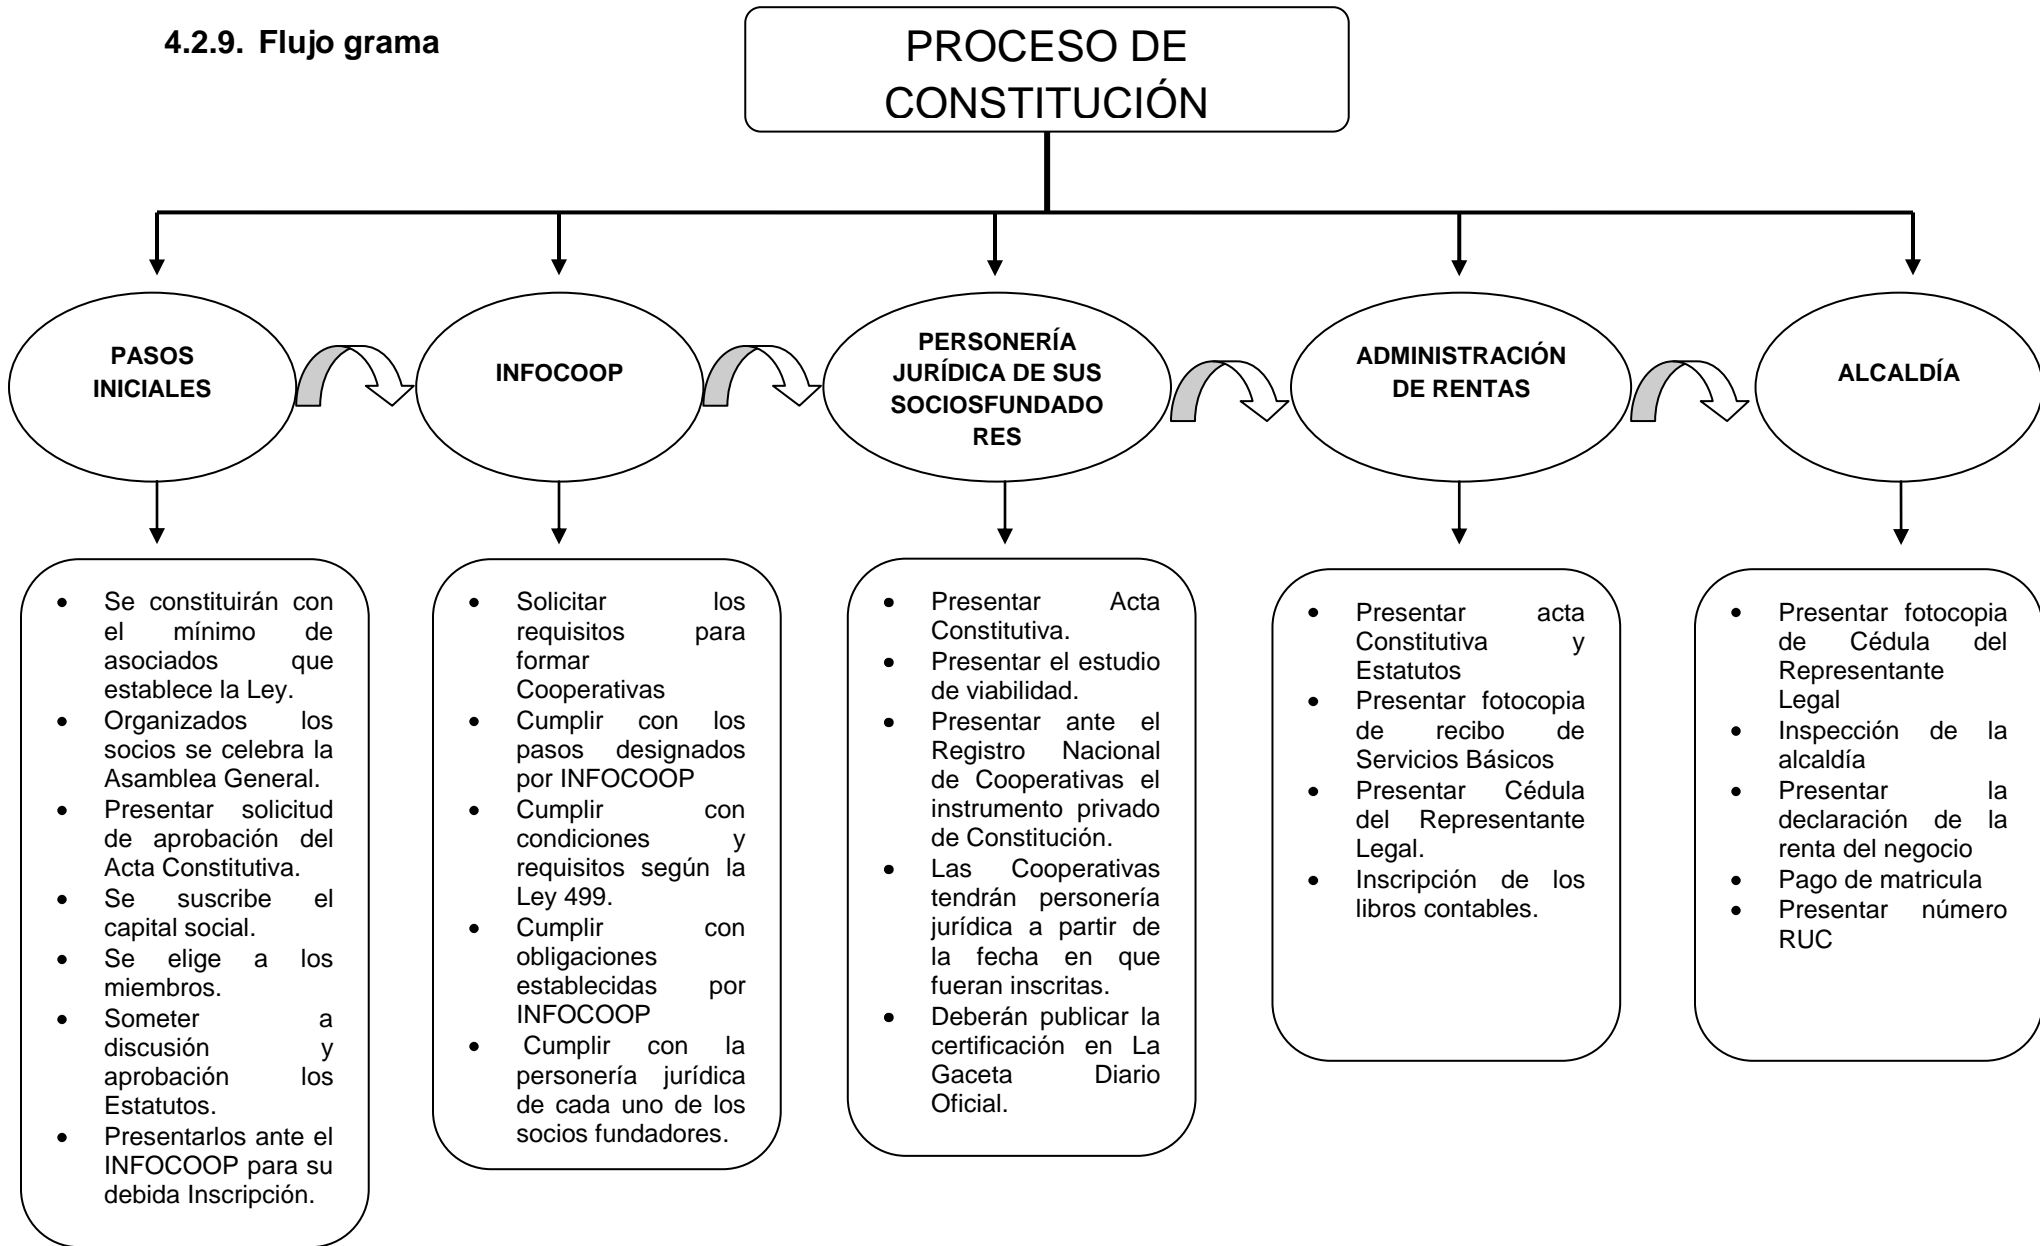 4.2.9. Flujo grama
PROCESO DE
CONSTITUCIÓN
PASOS
INICIALES
INFOCOOP
PERSONERÍA
JURÍDICA DE SUS
SOCIOSFUNDADO
RES
ADMINISTRACIÓN
DE RENTAS
ALCALDÍA
• Se constituirán con
el mínimo de
asociados que
establece la Ley.
• Organizados los
socios se celebra la
Asamblea General.
• Presentar solicitud
de aprobación del
Acta Constitutiva.
• Se suscribe el
capital social.
• Se elige a los
miembros.
• Someter a
discusión y
aprobación los
Estatutos.
• Presentarlos ante el
INFOCOOP para su
debida Inscripción.
• Solicitar los
requisitos para
formar
Cooperativas
• Cumplir con los
pasos designados
por INFOCOOP
• Cumplir con
condiciones y
requisitos según la
Ley 499.
• Cumplir con
obligaciones
establecidas por
INFOCOOP
• Cumplir con la
personería jurídica
de cada uno de los
socios fundadores.
• Presentar Acta
Constitutiva.
• Presentar el estudio
de viabilidad.
• Presentar ante el
Registro Nacional
de Cooperativas el
instrumento privado
de Constitución.
• Las Cooperativas
tendrán personería
jurídica a partir de
la fecha en que
fueran inscritas.
• Deberán publicar la
certificación en La
Gaceta Diario
Oficial.
• Presentar acta
Constitutiva y
Estatutos
• Presentar fotocopia
de recibo de
Servicios Básicos
• Presentar Cédula
del Representante
Legal.
• Inscripción de los
libros contables.
• Presentar fotocopia
de Cédula del
Representante
Legal
• Inspección de la
alcaldía
• Presentar la
declaración de la
renta del negocio
• Pago de matricula
• Presentar número
RUC